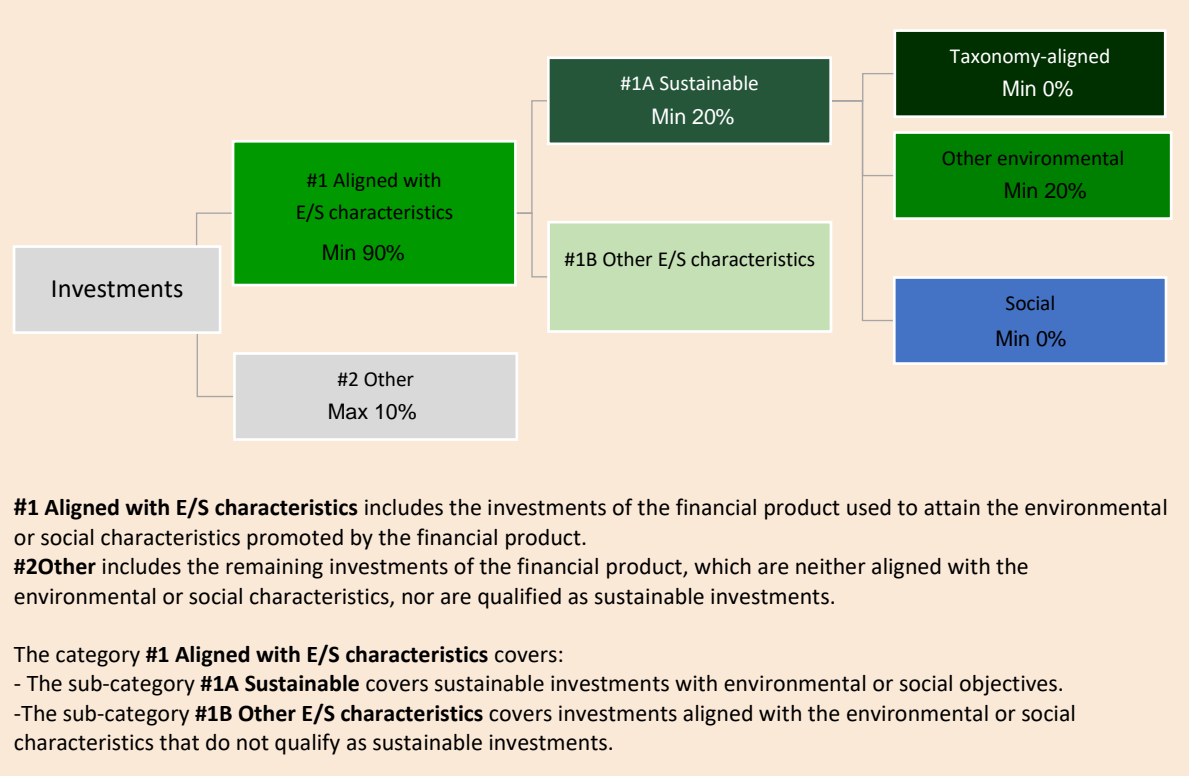 Taxonomy-aligned
Min 0%
#1A Sustainable
Min 20%
Other environmental
Min 20%
#1 Aligned with
E/S characteristics
Min 90%
#1B Other E/S characteristics
Investments
Social
Min 0%
#2 Other
Max 10%
#1 Aligned with E/S characteristics includes the investments of the financial product used to attain the environmental
or social characteristics promoted by the financial product.
#2Other includes the remaining investments of the financial product, which are neither aligned with the
environmental or social characteristics, nor are qualified as sustainable investments.
The category #1 Aligned with E/S characteristics covers:
- The sub-category #1A Sustainable covers sustainable investments with environmental or social objectives.
-The sub-category #1B Other E/S characteristics covers investments aligned with the environmental or social
characteristics that do not qualify as sustainable investments.